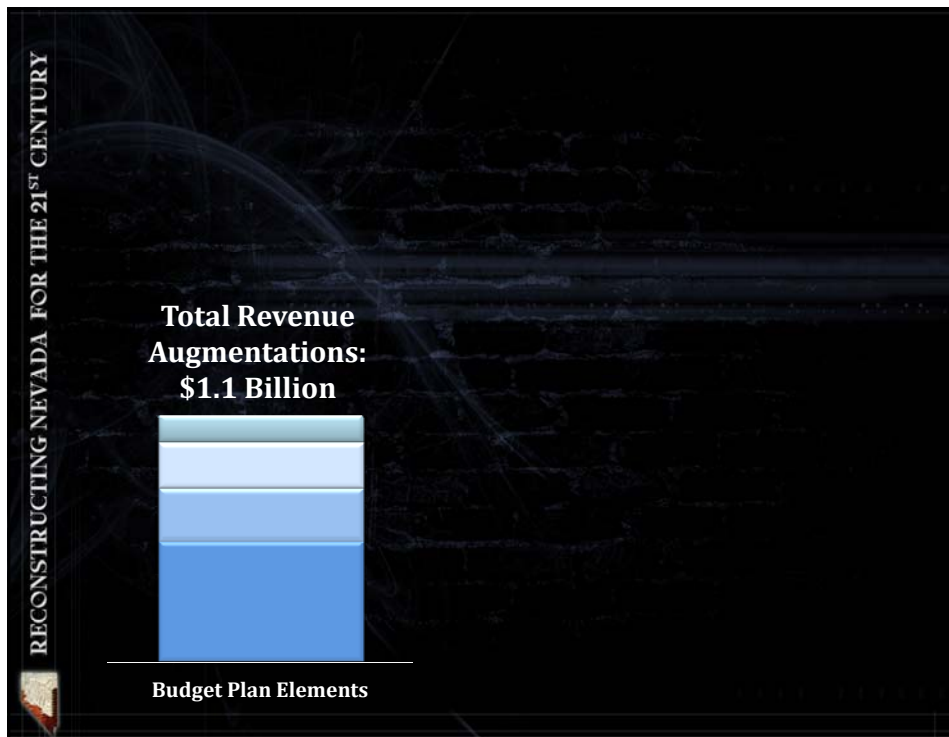 RECONSTRUCTING NEVADA FOR THE 21ST CENTURY
Total Revenue
Augmentations:
$1.1 Billion
Budget Plan Elements